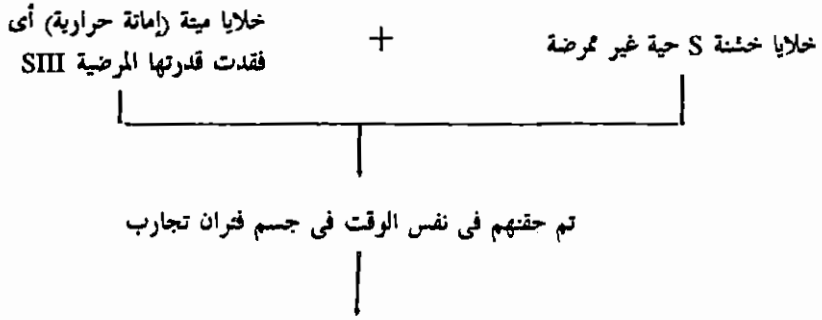 خلايا خشنة S حية غير ممرضة
+
خلايا ميتة (إماتة حرارية) أى
فقدت قدرتها المرضية SIII
تم حقنهم فى نفس الوقت فى جسم فئران تجارب